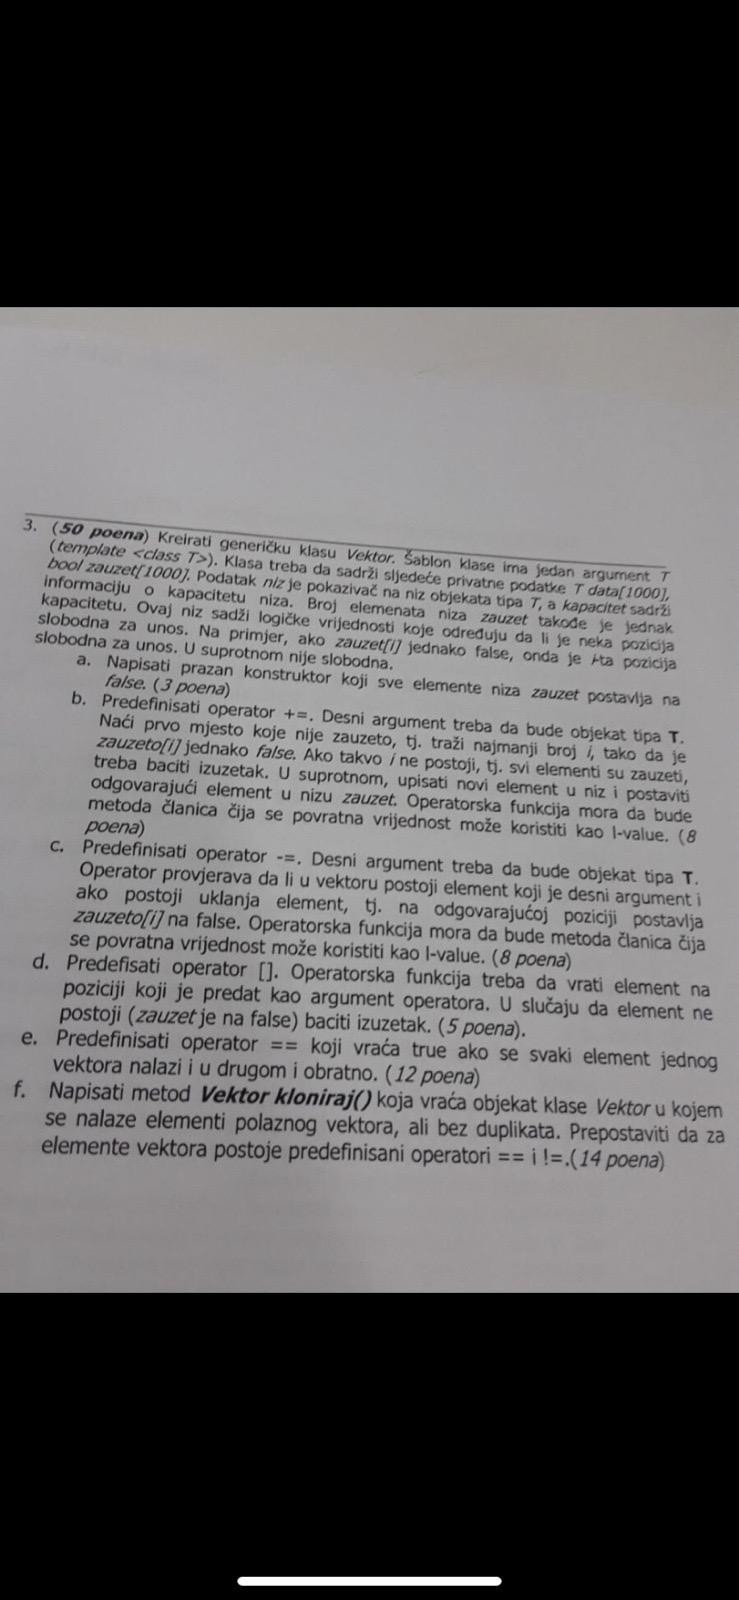 3. (50 poena) Kreirati generičku klasu Vektor. Šablon klase ima jedan argument T
(template <class T>). Klasa treba da sadrži sljedeće privatne podatke T data[1000],
bool zauzet[1000]. Podatak niz je pokazivač na niz objekata tipa T, a kapacitet sadrži
informaciju o kapacitetu niza. Broj elemenata niza zauzet takođe je jednak
kapacitetu. Ovaj niz sadži logičke vrijednosti koje određuju da li je neka pozicija
slobodna za unos. Na primjer, ako zauzet[i] jednako false, onda je i-ta pozicija
slobodna za unos. U suprotnom nije slobodna.
a. Napisati prazan konstruktor koji sve elemente niza zauzet postavlja na
false. (3 poena)
b. Predefinisati operator +=. Desni argument treba da bude objekat tipa T.
Naći prvo mjesto koje nije zauzeto, tj. traži najmanji broj i, tako da je
zauzeto[i] jednako false. Ako takvo i ne postoji, tj. svi elementi su zauzeti,
treba baciti izuzetak. U suprotnom, upisati novi element u niz i postaviti
odgovarajući element u nizu zauzet. Operatorska funkcija mora da bude
metoda članica čija se povratna vrijednost može koristiti kao l-value. (8
poena)
c. Predefinisati operator -=. Desni argument treba da bude objekat tipa T.
Operator provjerava da li u vektoru postoji element koji je desni argument i
ako postoji uklanja element, tj. na odgovarajućoj poziciji postavlja
zauzeto[i] na false. Operatorska funkcija mora da bude metoda članica čija
se povratna vrijednost može koristiti kao l-value. (8 poena)
d. Predefisati operator []. Operatorska funkcija treba da vrati element na
poziciji koji je predat kao argument operatora. U slučaju da element ne
postoji (zauzet je na false) baciti izuzetak. (5 poena).
e. Predefinisati operator == koji vraća true ako se svaki element jednog
vektora nalazi i u drugom i obratno. (12 poena)
f. Napisati metod Vektor kloniraj() koja vraća objekat klase Vektor u kojem
se nalaze elementi polaznog vektora, ali bez duplikata. Prepostaviti da za
elemente vektora postoje predefinisani operatori == i !=.(14 poena)